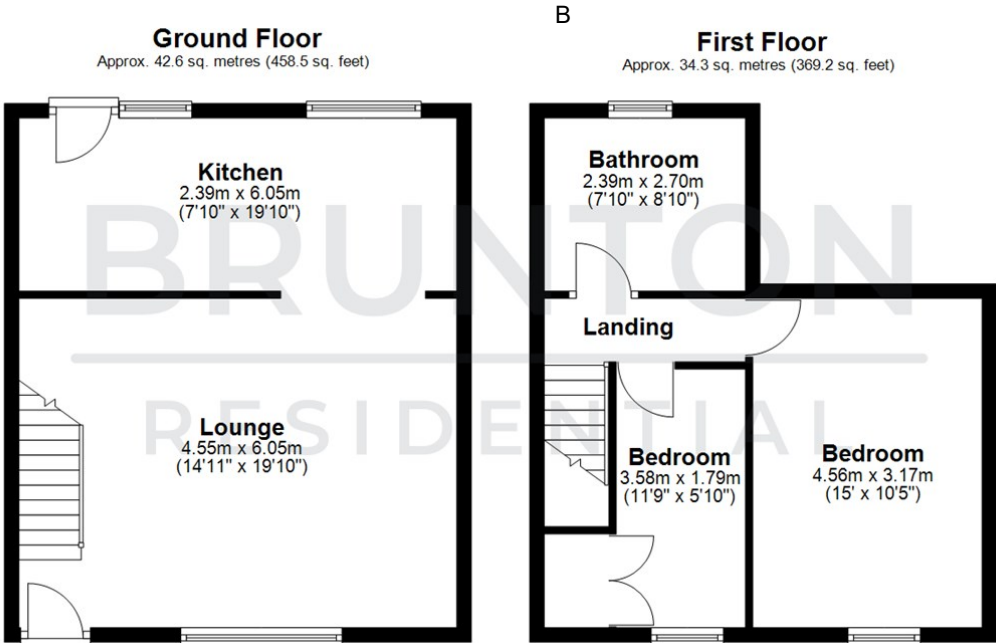 B
Ground Floor
Approx. 42.6 sq. metres (458.5 sq. feet)
Kitchen
2.39m x 6.05m
(7'10" x 19'10")
Lounge
4.55m x 6.05m
(14'11" x 19'10")
First Floor
Approx. 34.3 sq. metres (369.2 sq. feet)
Bathroom
2.39m x 2.70m
(7'10" x 8'10")
Landing
Bedroom
3.58m x 1.79m
(11'9" x 5'10")
Bedroom
4.56m x 3.17m
(15' x 10'5")
BRUNTON
RESIDENTIAL